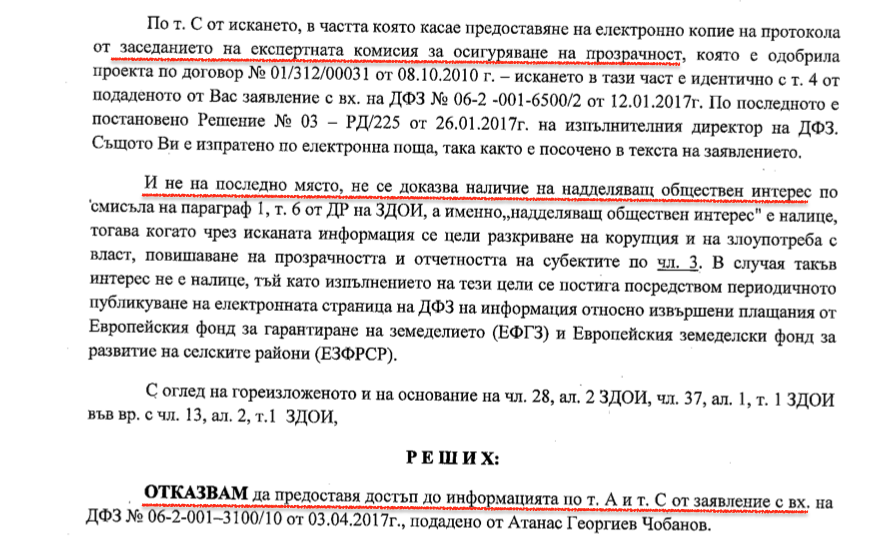 По т. С от искането, в частта която касае предоставяне на електронно копие на протокола
от заседанието на експертната комисия за осигуряване на прозрачност, която е одобрила
проекта по договор № 01/312/00031 от 08.10.2010 г. – искането в тази част е идентично с т. 4 от
подаденото от Вас заявление с вх. на ДФЗ № 06-2 -001-6500/2 от 12.01.2017г. По последното е
постановено Решение № 03 – РД/225 от 26.01.2017г. на изпълнителния директор на ДФЗ.
Същото Ви е изпратено по електронна поща, така както е посочено в текста на заявлението.
И не на последно място, не се доказва наличие на надделяващ обществен интерес по
смисъла на параграф 1, т. 6 от ДР на ЗДОИ, а именно„надделяващ обществен интерес" е налице,
тогава когато чрез исканата информация се цели разкриване на корупция и на злоупотреба с
власт, повишаване на прозрачността и отчетността на субектите по чл. 3. В случая такъв
интерес не е налице, тъй като изпълнението на тези цели се постига посредством периодичното
публикуване на електронната страница на ДФЗ на информация относно извършени плащания от
Европейския фонд за гарантиране на земеделието (ЕФГЗ) и Европейския земеделски фонд за
развитие на селските райони (ЕЗФРСР).
С оглед на гореизложеното и на основание на чл. 28, ал. 2 ЗДОИ, чл. 37, ал. 1, т. 1 ЗДОИ
във вр. с чл. 13, ал. 2, т.1 ЗДОИ,
Р Е Ш И Х:
ОТКАЗВАМ да предоставя достъп до информацията по т. А и т. С от заявление с вх. на
ДФЗ № 06-2-001–3100/10 от 03.04.2017г., подадено от Атанас Георгиев Чобанов.